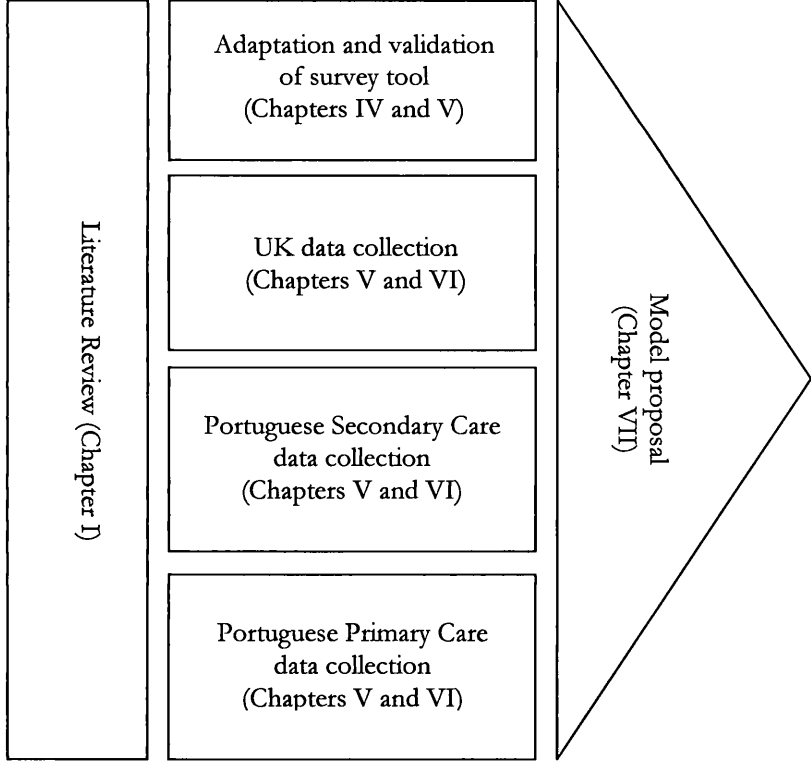 Literature Review (Chapter I)
Adaptation and validation
of survey tool
(Chapters IV and V)
UK data collection
(Chapters V and VI)
Portuguese Secondary Care
data collection
(Chapters V and VI)
Portuguese Primary Care
data collection
(Chapters V and VI)
Model proposal
(Chapter VII)